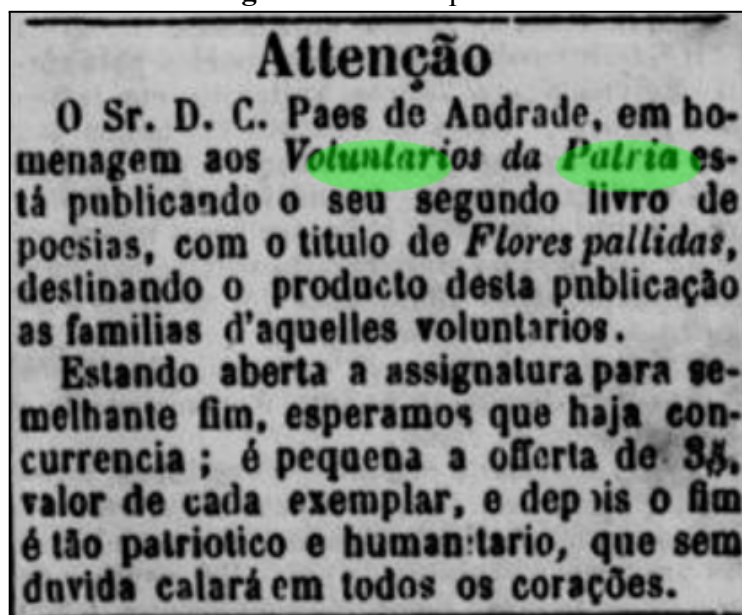 Attenção
O Sr. D. C. Paes de Andrade, em ho-
menagem aos Voluntarios da Patria es-
tá publicando o seu segundo livro de
poesias, com o titulo de Flores pallidas,
destinando o producto desta publicação
as familias d'aquelles voluntarios.
Estando aberta a assignatura para se-
melhante fim, esperamos que haja con-
currencia ; é pequena a offerta de 3$,
valor de cada exemplar, e depois o fim
é tão patriotico e humanitario, que sem
duvida calará em todos os corações.